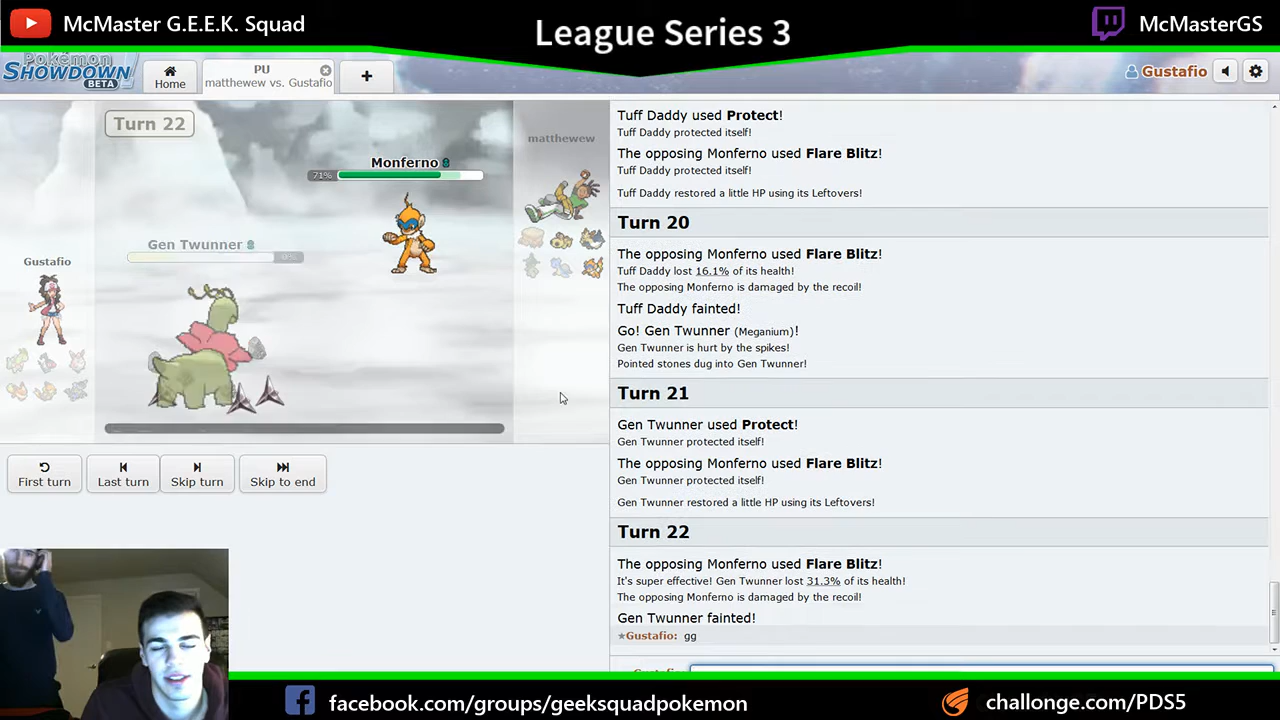 McMaster G.E.E.K. Squad
League Series 3
McMasterGS
Pokémon
SHOWDOWN
BETA
Home
PU
matthewew vs. Gustafio
+
Gustafio
Turn 22
Monferno
71%
matthewew
Gen Twunner
Gustafio
First turn
Last turn
Skip turn
Skip to end
Tuff Daddy used Protect!
Tuff Daddy protected itself!
The opposing Monferno used Flare Blitz!
Tuff Daddy protected itself!
Tuff Daddy restored a little HP using its Leftovers!
Turn 20
The opposing Monferno used Flare Blitz!
Tuff Daddy lost 16.1% of its health!
The opposing Monferno is damaged by the recoil!
Tuff Daddy fainted!
Go! Gen Twunner (Meganium)!
Gen Twunner is hurt by the spikes!
Pointed stones dug into Gen Twunner!
Turn 21
Gen Twunner used Protect!
Gen Twunner protected itself!
The opposing Monferno used Flare Blitz!
Gen Twunner protected itself!
Gen Twunner restored a little HP using its Leftovers!
Turn 22
The opposing Monferno used Flare Blitz!
It's super effective! Gen Twunner lost 31.3% of its health!
The opposing Monferno is damaged by the recoil!
Gen Twunner fainted!
★Gustafio: gg
facebook.com/groups/geeksquadpokemon
challonge.com/PDS5